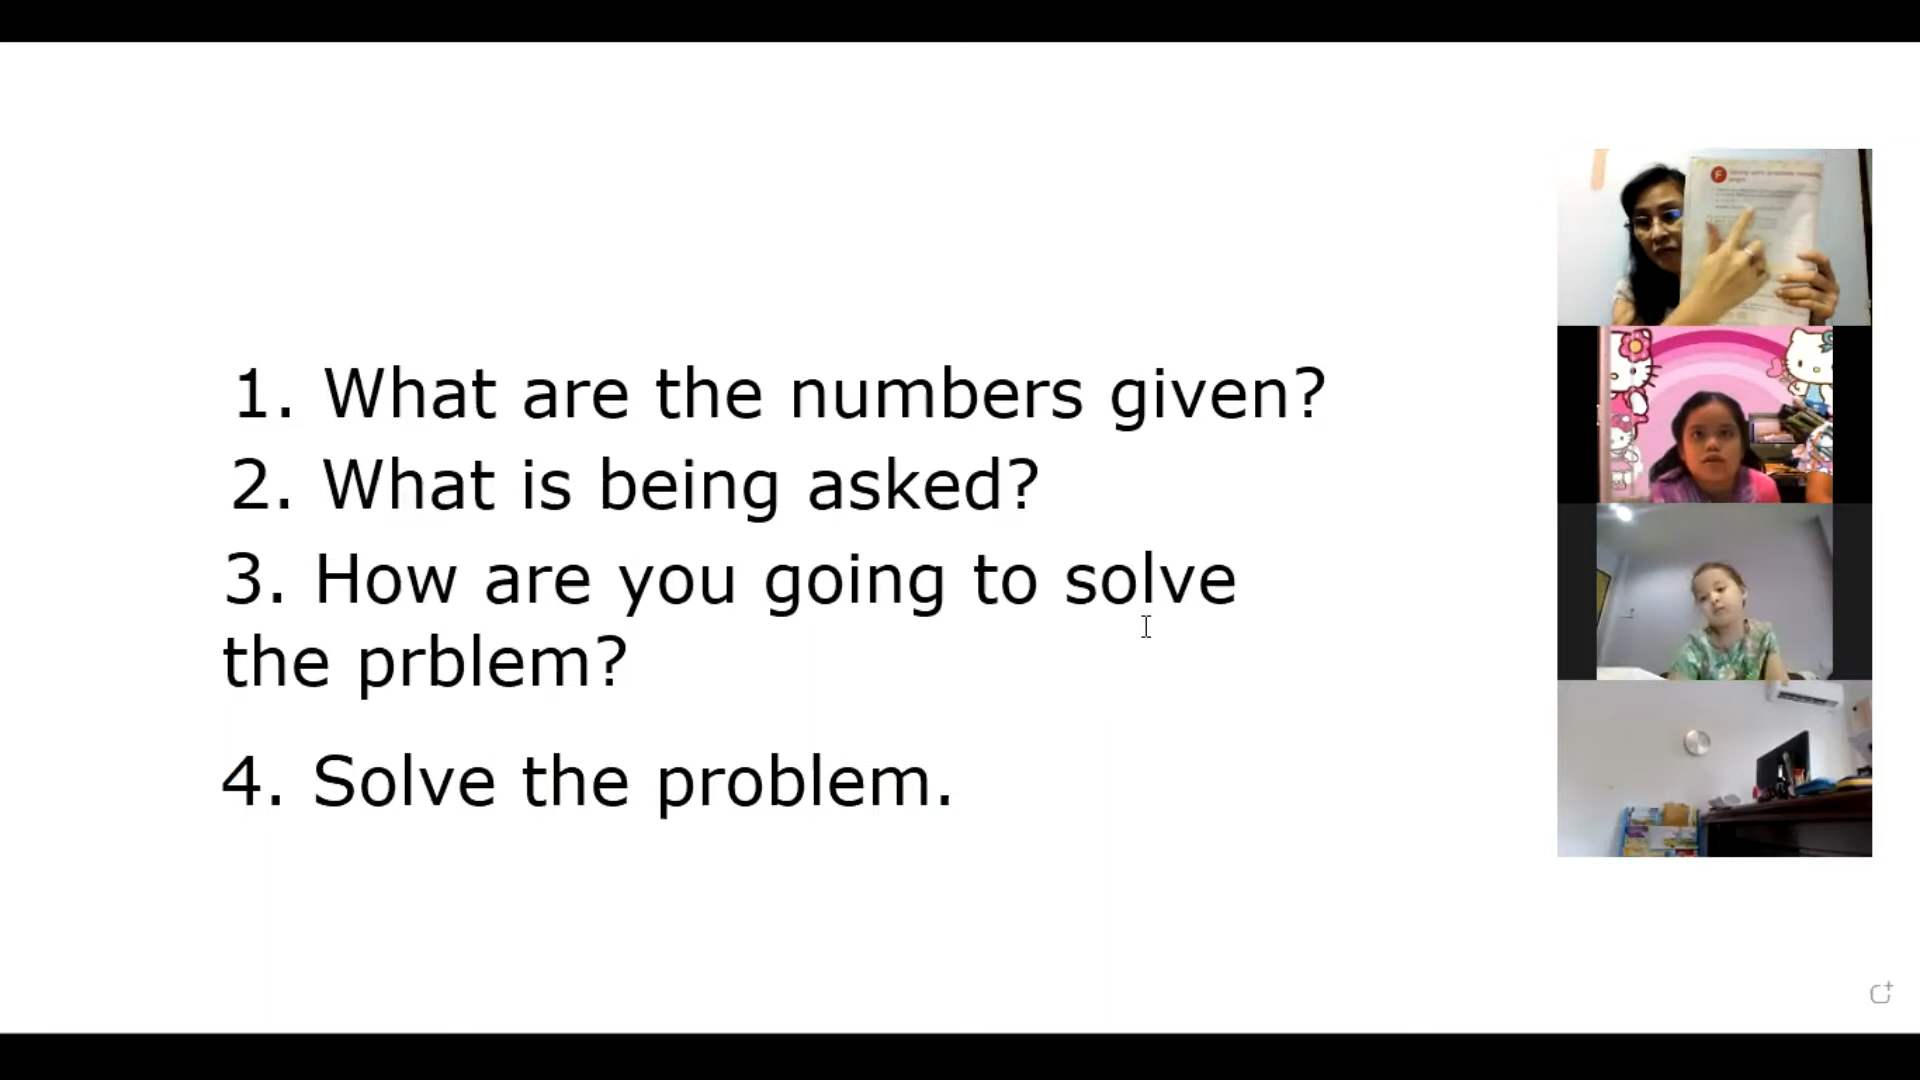 1. What are the numbers given?
2. What is being asked?
3. How are you going to solve
the prblem?
4. Solve the problem.
F